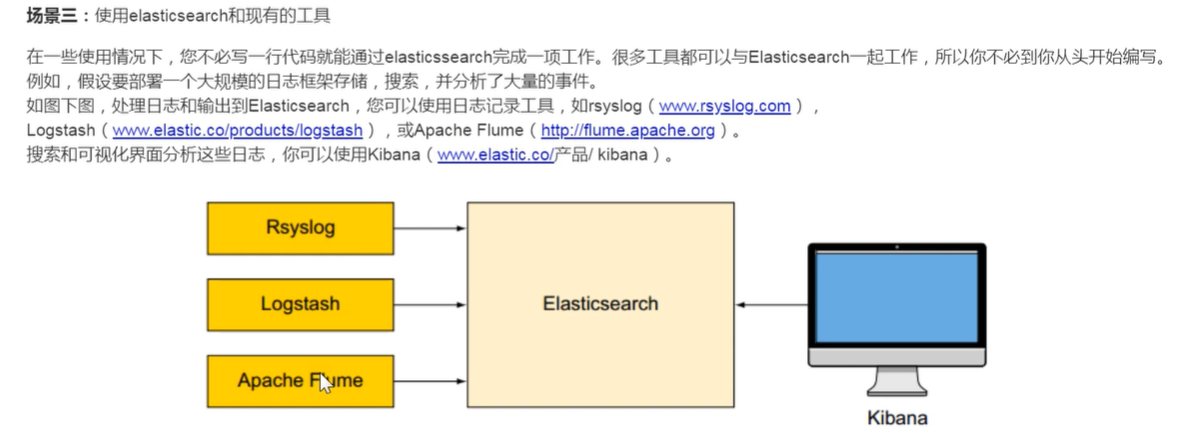 场景三：使用elasticsearch和现有的工具
在一些使用情况下，您不必写一行代码就能通过elasticssearch完成一项工作。很多工具都可以与Elasticsearch一起工作，所以你不必到你从头开始编写。
例如，假设要部署一个大规模的日志框架存储，搜索，并分析了大量的事件。
如图下图，处理日志和输出到Elasticsearch，您可以使用日志记录工具，如rsyslog（www.rsyslog.com），
Logstash（www.elastic.co/products/logstash），或Apache Flume（http://flume.apache.org）。
搜索和可视化界面分析这些日志，你可以使用Kibana（www.elastic.co/产品/ kibana）。
Rsyslog
Logstash
Elasticsearch
Apache Flume
Kibana